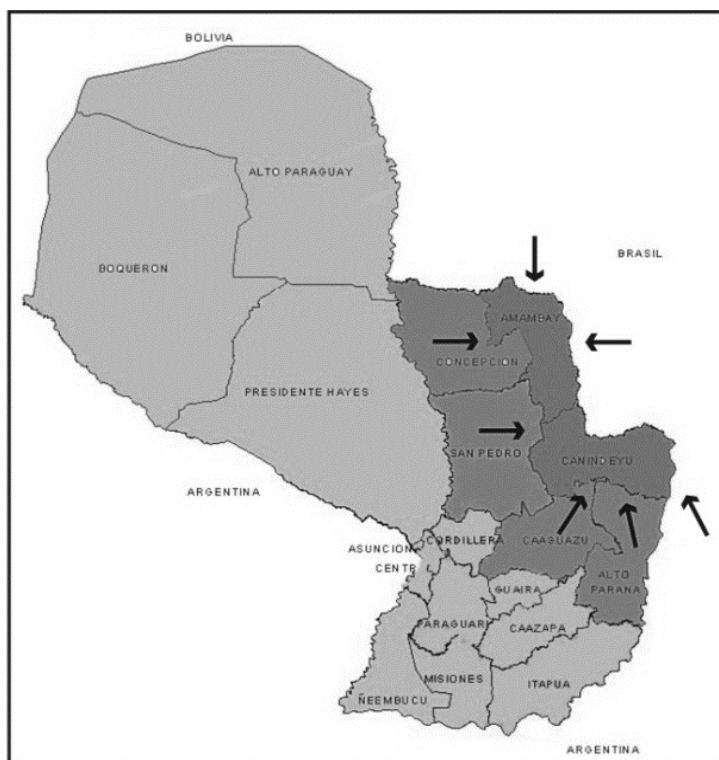 BOLIVIA
ALTO PARAGUAY
BRASIL
BOQUERON
AMAMBAY
CONCEPCION
PRESIDENTE HAYES
SAN PEDRO
CANINDEYU
ARGENTINA
CORDILLERA
CAAGUAZU
ASUNCION
CENTR
ALTO
PARANA
GUAIRA
PARAGUARI
CAAZAPA
MISIONES
ITAPUA
ÑEEMBUCU
ARGENTINA